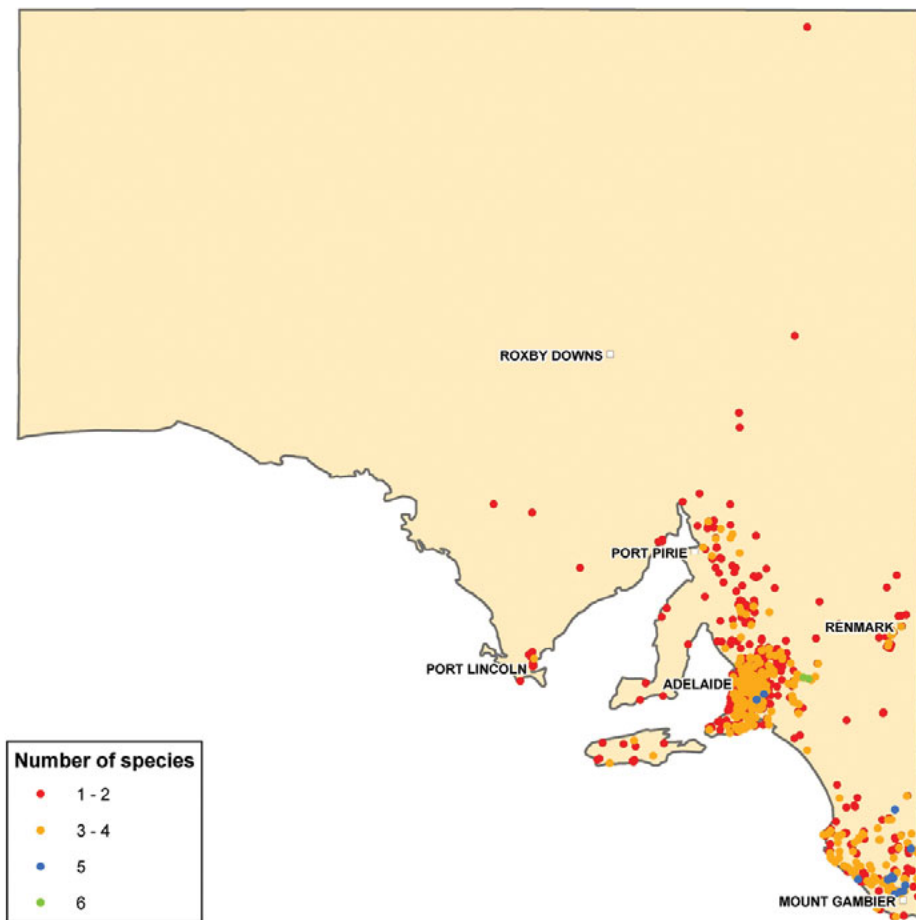 ROXBY DOWNS
PORT PIRIE
RENMARK
PORT LINCOLN
ADELAIDE
Number of species
1 - 2
3 - 4
5
6
MOUNT GAMBIER